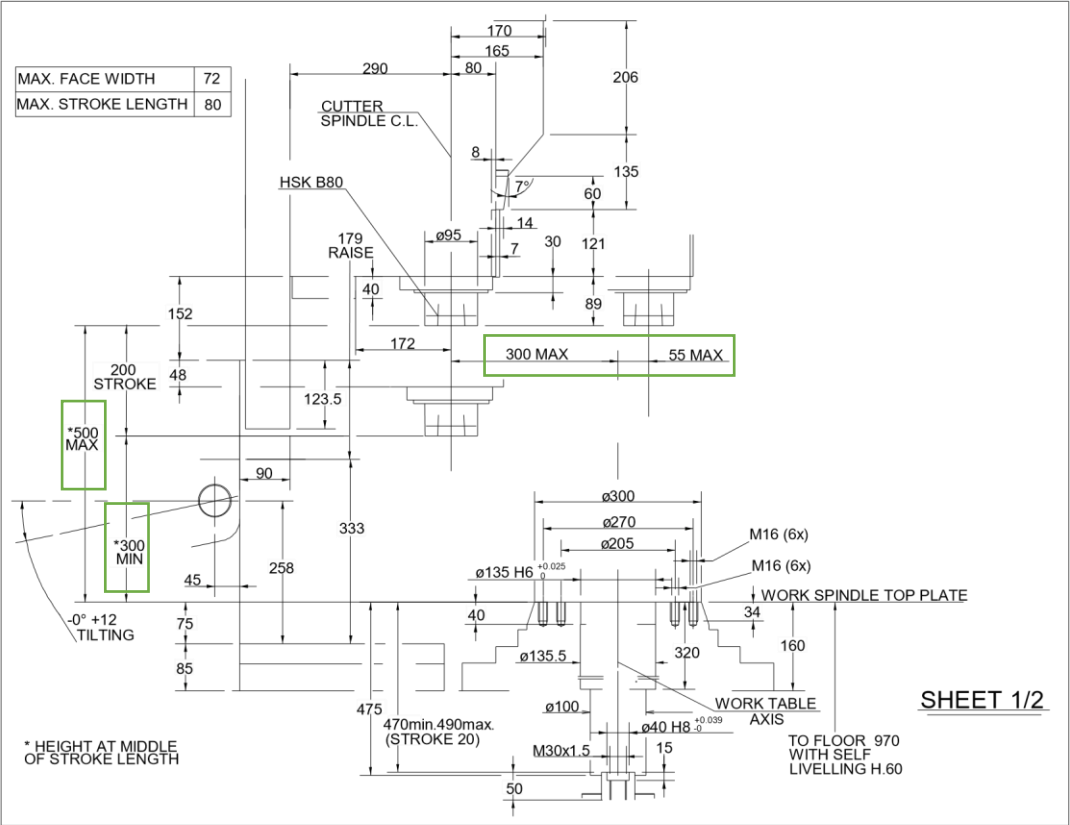 170
165
290
80
MAX. FACE WIDTH 72
206
MAX. STROKE LENGTH 80
CUTTER
SPINDLE C.L.
8
135
HSK B80
7°
60
14
179
RAISE
ø95
30
121
7
40
89
152
172
300 MAX
55 MAX
200
STROKE
48
123.5
*500
MAX
90
ø300
ø270
M16 (6x)
333
*300
MIN
ø205
M16 (6x)
258
ø135 H6 +0.025 0
45
WORK SPINDLE TOP PLATE
40
34
-0° +12
TILTING
75
320
160
ø135.5
85
475
WORK TABLE
AXIS
ø100
SHEET 1/2
470min.490max.
(STROKE 20)
ø40 H8 +0.039 -0
* HEIGHT AT MIDDLE
OF STROKE LENGTH
M30x1.5
15
TO FLOOR 970
WITH SELF
LIVELLING H.60
50